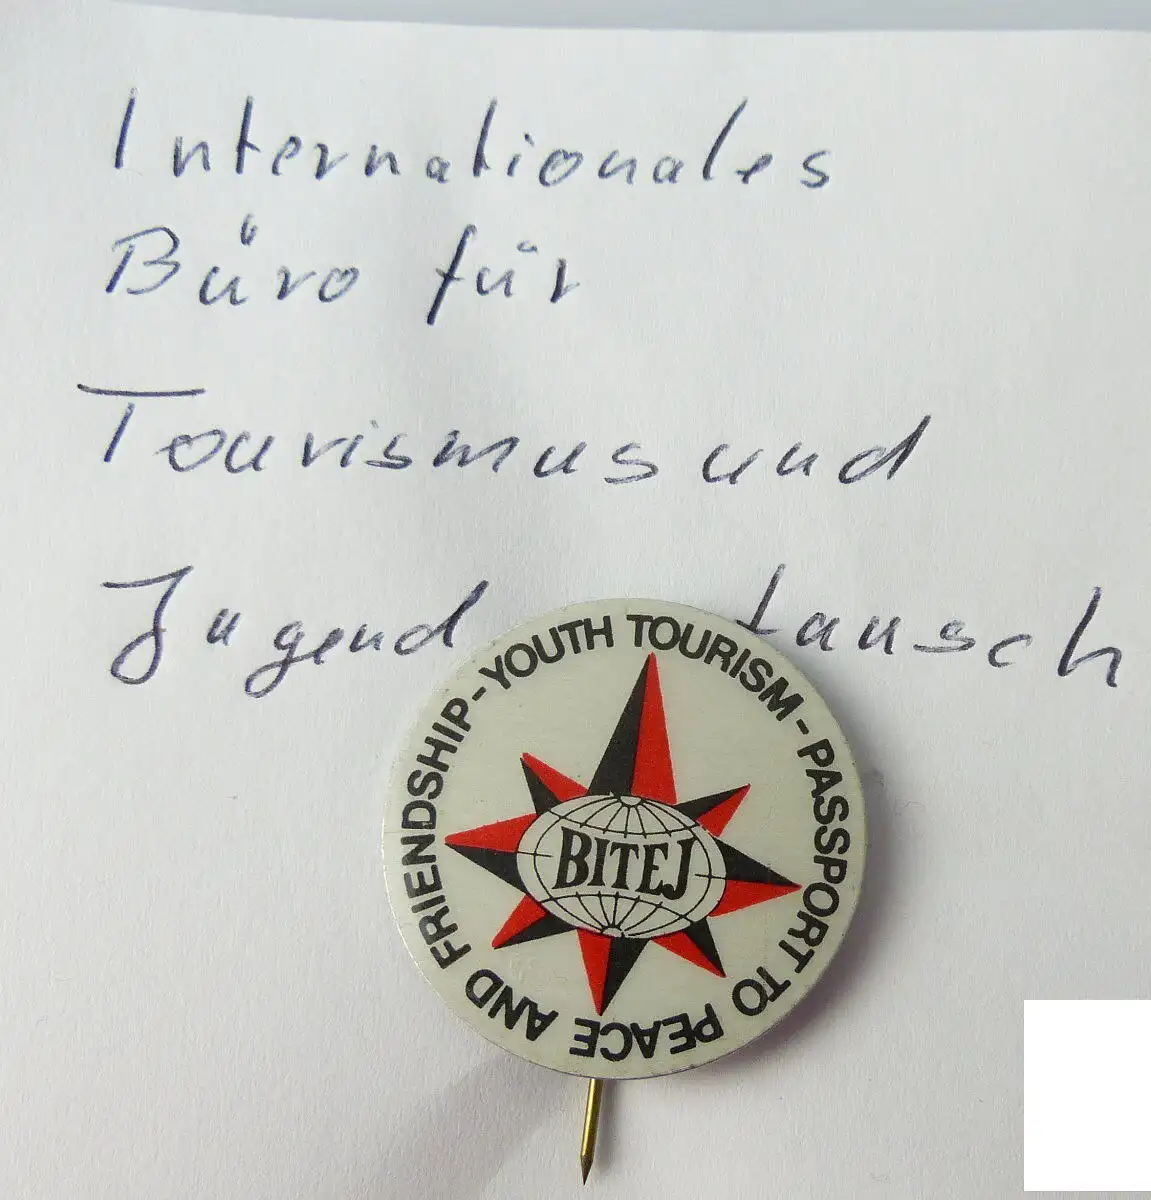 Internationales
Büro für
Tourismus und
Jugend tausch
YOUTH TOURISM - PASSPORT TO PEACE AND FRIENDSHIP -
BITEJ